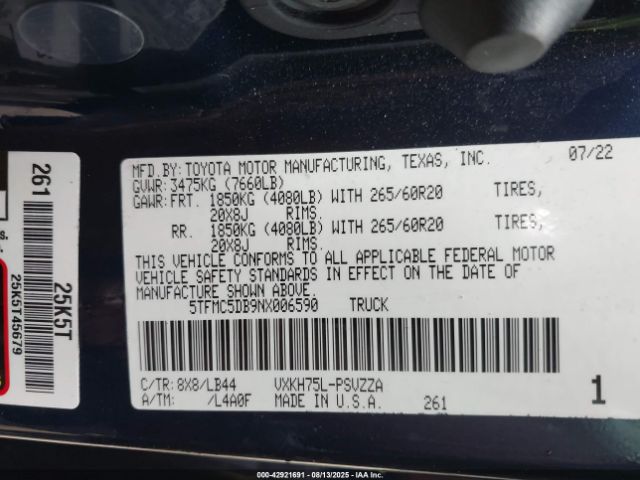 MFD.BY: TOYOTA MOTOR MANUFACTURING, TEXAS, INC. 07/22
GVWR: 3475KG (7660LB)
GAWR: FRT. 1850KG (4080LB) WITH 265/60R20 TIRES,
20X8J RIMS,
RR. 1850KG (4080LB) WITH 265/60R20 TIRES,
20X8J RIMS.
THIS VEHICLE CONFORMS TO ALL APPLICABLE FEDERAL MOTOR
VEHICLE SAFETY STANDARDS IN EFFECT ON THE DATE OF
MANUFACTURE SHOWN ABOVE
5TFMC5DB9NX006590 TRUCK
C/TR: 8X8/LB44 VXKH75L-PSVZZA
A/TM: /L4A0F MADE IN U.S.A. 261 1
261
25K5T
25K5T45679
000-42921691 - 08/13/2025 - IAA Inc.